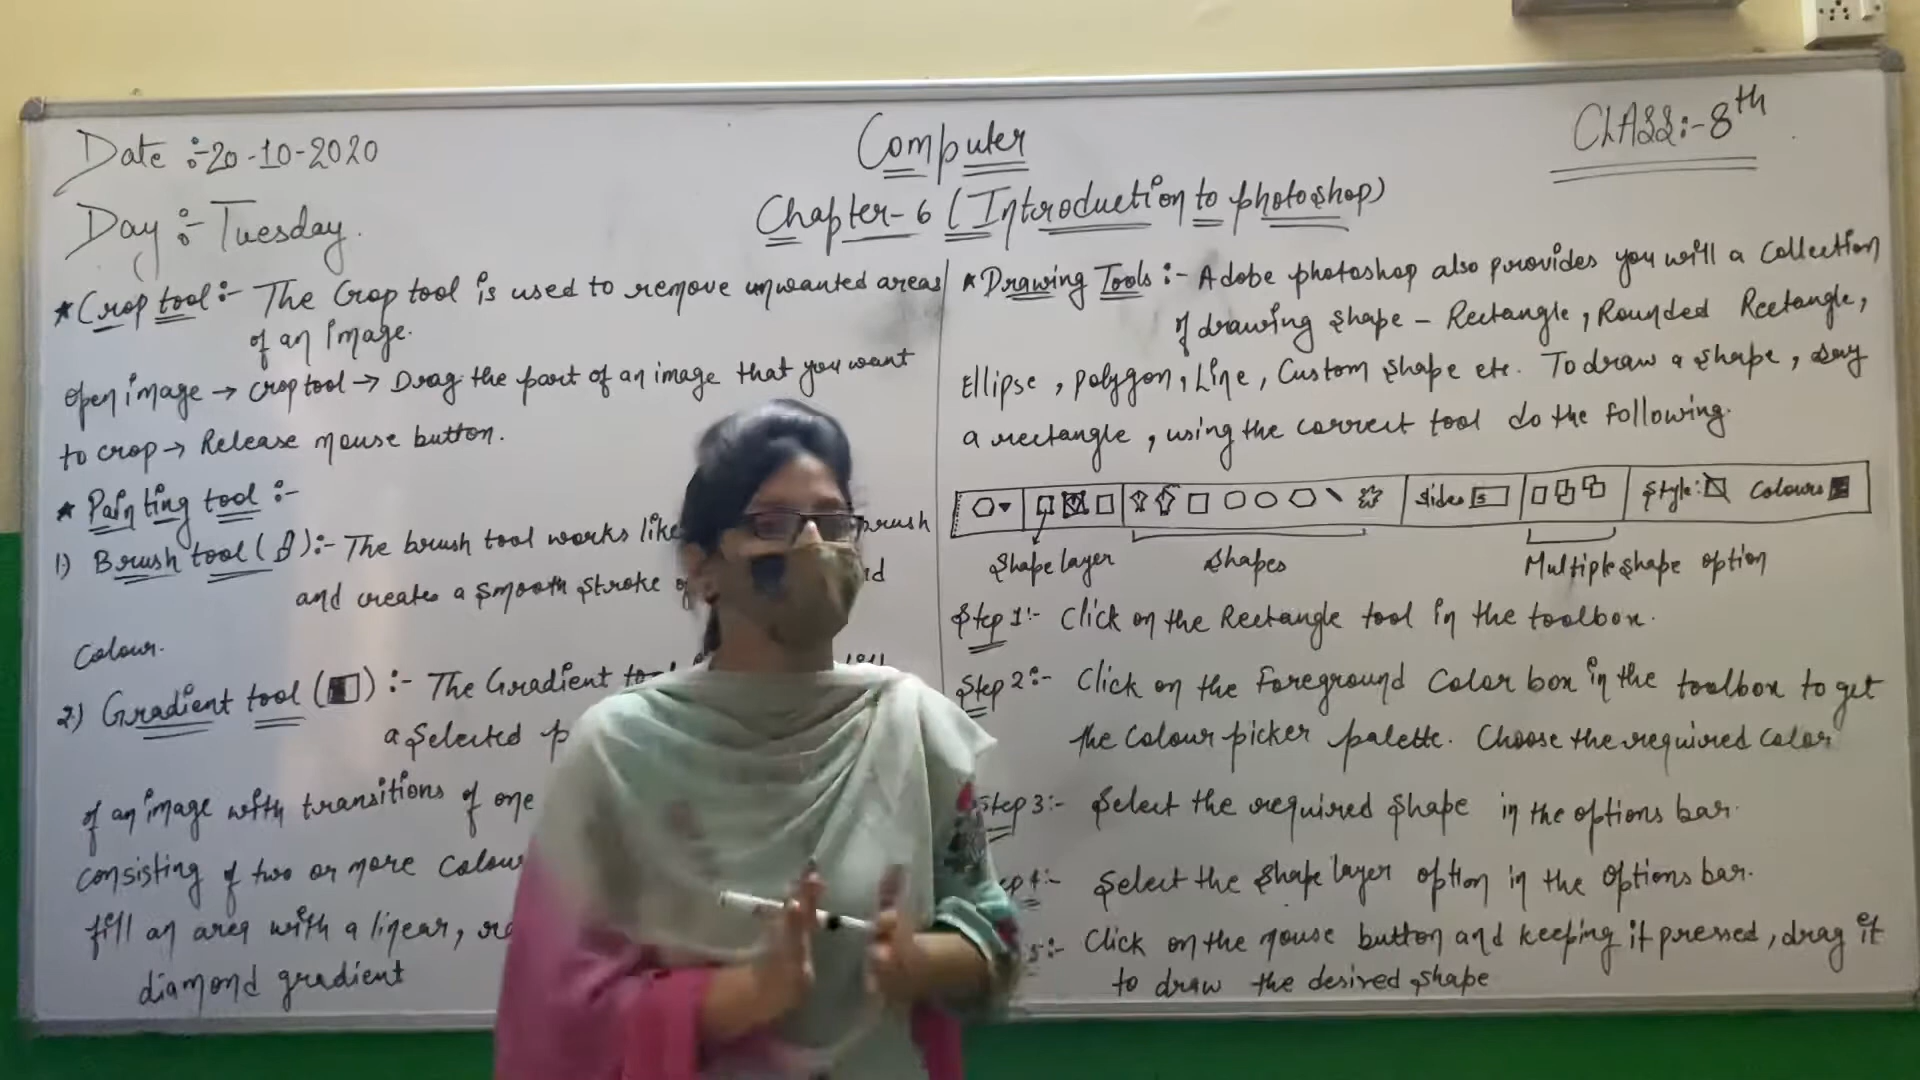 Date :- 20-10-2020
Day :- Tuesday.
Computer
Chapter-6 (Introduction to photoshop)
CLASS:- 8th
* Crop tool :- The Crop tool is used to remove unwanted areas
of an Image.
open image → crop tool → Drag the part of an image that you want
to crop → Release mouse button.
* Painting tool :-
1) Brush tool ( ) :- The brush tool works like brush
and creates a smooth stroke
Colour.
2) Gradient tool ( ) :- The Gradient
a selected
of an image with transitions of one
consisting of two or more
fill an area with a linear,
diamond gradient
* Drawing Tools :- Adobe photoshop also provides you will a Collection
of drawing shape - Rectangle, Rounded Rectangle,
Ellipse, polygon, Line, Custom shape etc. To draw a shape, say
a rectangle, using the correct tool do the following.
Sides 5 Style: Colours
Shape layer Shapes Multiple shape option
Step 1:- Click on the Rectangle tool in the toolbox.
Step 2:- Click on the Foreground Color box in the toolbox to get
the Colour picker palette. Choose the required color
Step 3:- Select the required shape in the options bar.
4:- Select the shape layer option in the options bar.
5:- Click on the mouse button and keeping it pressed, drag it
to draw the desired shape